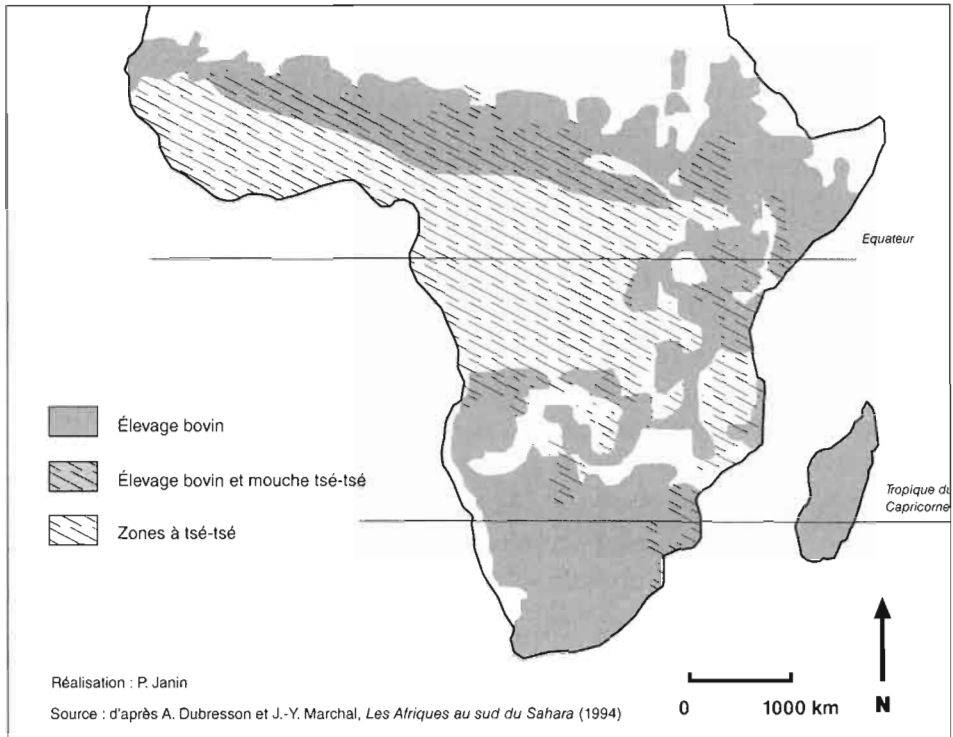 Equateur
Élevage bovin
Élevage bovin et mouche tsé-tsé
Tropique du
Capricorne
Zones à tsé-tsé
Réalisation : P. Janin
Source : d'après A. Dubresson et J.-Y. Marchal, Les Afriques au sud du Sahara (1994)
0 1000 km N